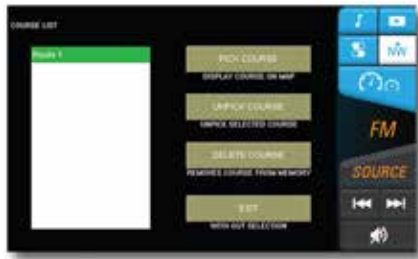 COURSE LIST
Route 1
PICK COURSE
DISPLAY COURSE ON MAP
UNPICK COURSE
UNPICK SELECTED COURSE
DELETE COURSE
REMOVES COURSE FROM MEMORY
EXIT
WITH OUT SELECTION
NW
FM
SOURCE